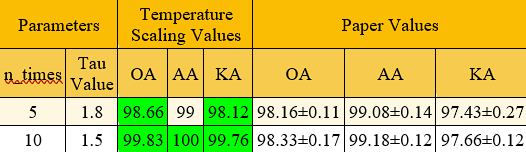 Parameters Temperature Scaling Values Paper Values
n_times Tau Value OA AA KA OA AA KA
5 1.8 98.66 99 98.12 98.16±0.11 99.08±0.14 97.43±0.27
10 1.5 99.83 100 99.76 98.33±0.17 99.18±0.12 97.66±0.12